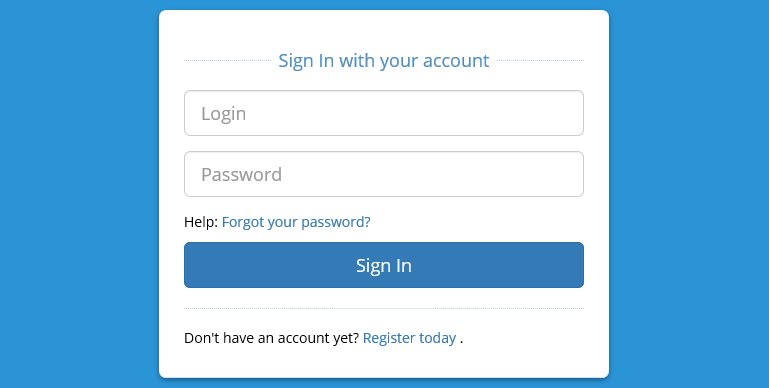 Sign In with your account
Login
Password
Help: Forgot your password?
Sign In
Don't have an account yet? Register today .